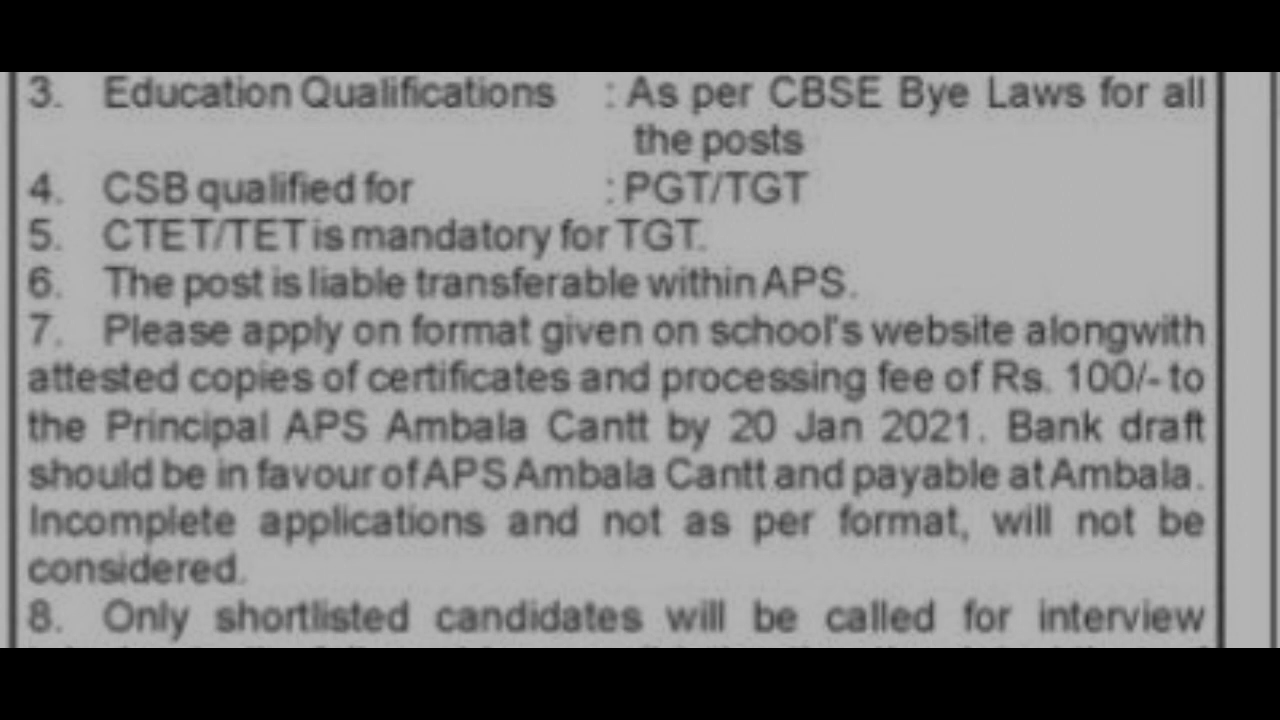 3. Education Qualifications : As per CBSE Bye Laws for all
the posts
4. CSB qualified for : PGT/TGT
5. CTET/TET is mandatory for TGT.
6. The post is liable transferable within APS.
7. Please apply on format given on school's website alongwith
attested copies of certificates and processing fee of Rs. 100/- to
the Principal APS Ambala Cantt by 20 Jan 2021. Bank draft
should be in favour of APS Ambala Cantt and payable at Ambala.
Incomplete applications and not as per format, will not be
considered.
8. Only shortlisted candidates will be called for interview